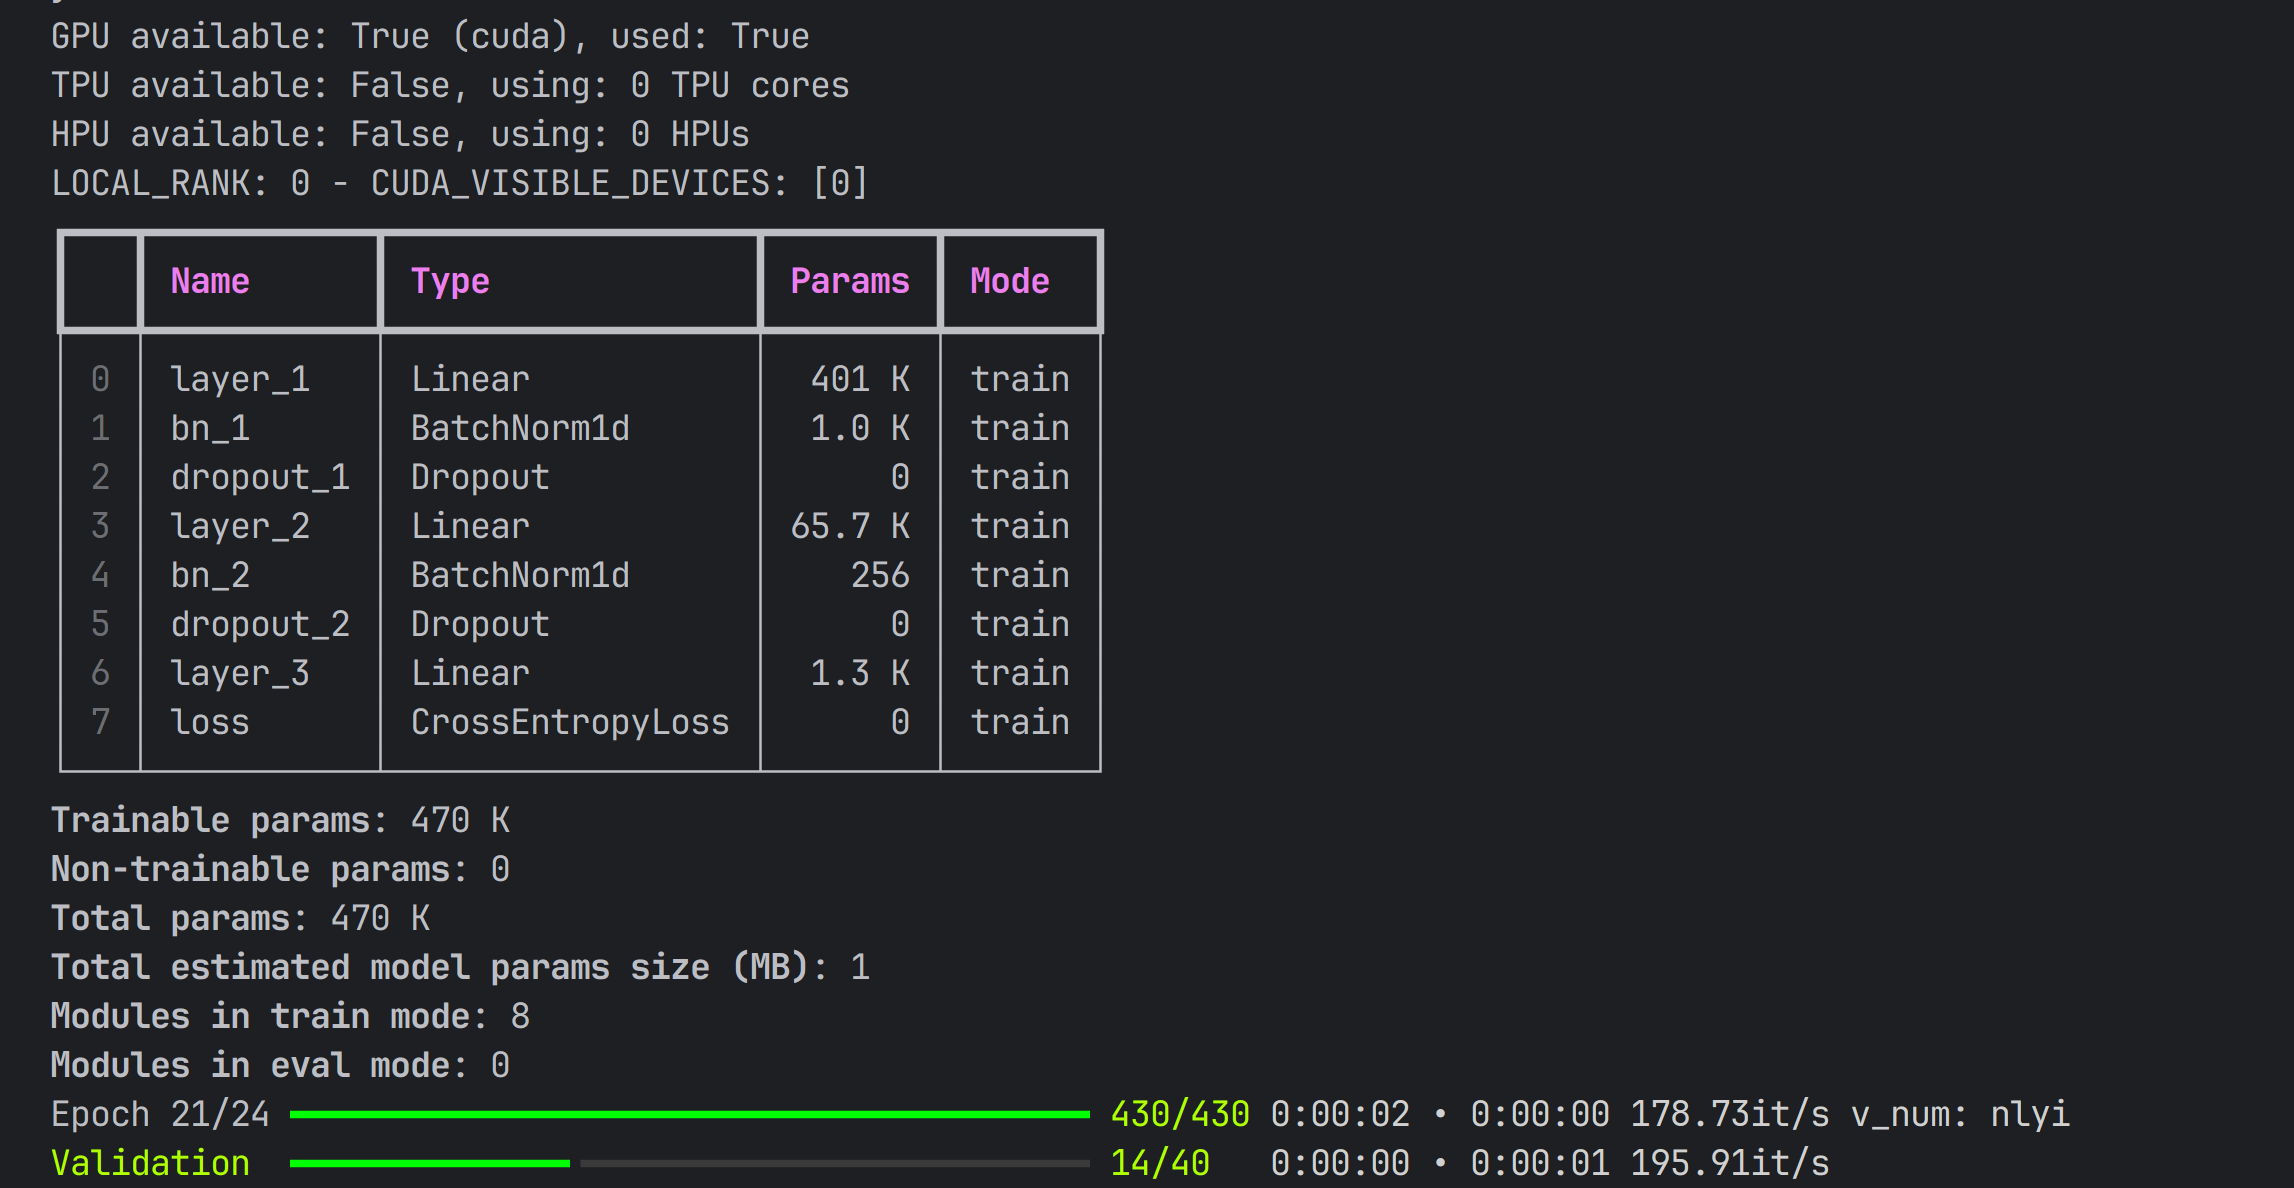 GPU available: True (cuda), used: True
TPU available: False, using: 0 TPU cores
HPU available: False, using: 0 HPUs
LOCAL_RANK: 0 - CUDA_VISIBLE_DEVICES: [0]
Name Type Params Mode
0 layer_1 Linear 401 K train
1 bn_1 BatchNorm1d 1.0 K train
2 dropout_1 Dropout 0 train
3 layer_2 Linear 65.7 K train
4 bn_2 BatchNorm1d 256 train
5 dropout_2 Dropout 0 train
6 layer_3 Linear 1.3 K train
7 loss CrossEntropyLoss 0 train
Trainable params: 470 K
Non-trainable params: 0
Total params: 470 K
Total estimated model params size (MB): 1
Modules in train mode: 8
Modules in eval mode: 0
Epoch 21/24 430/430 0:00:02 • 0:00:00 178.73it/s v_num: nlyi
Validation 14/40 0:00:00 • 0:00:01 195.91it/s